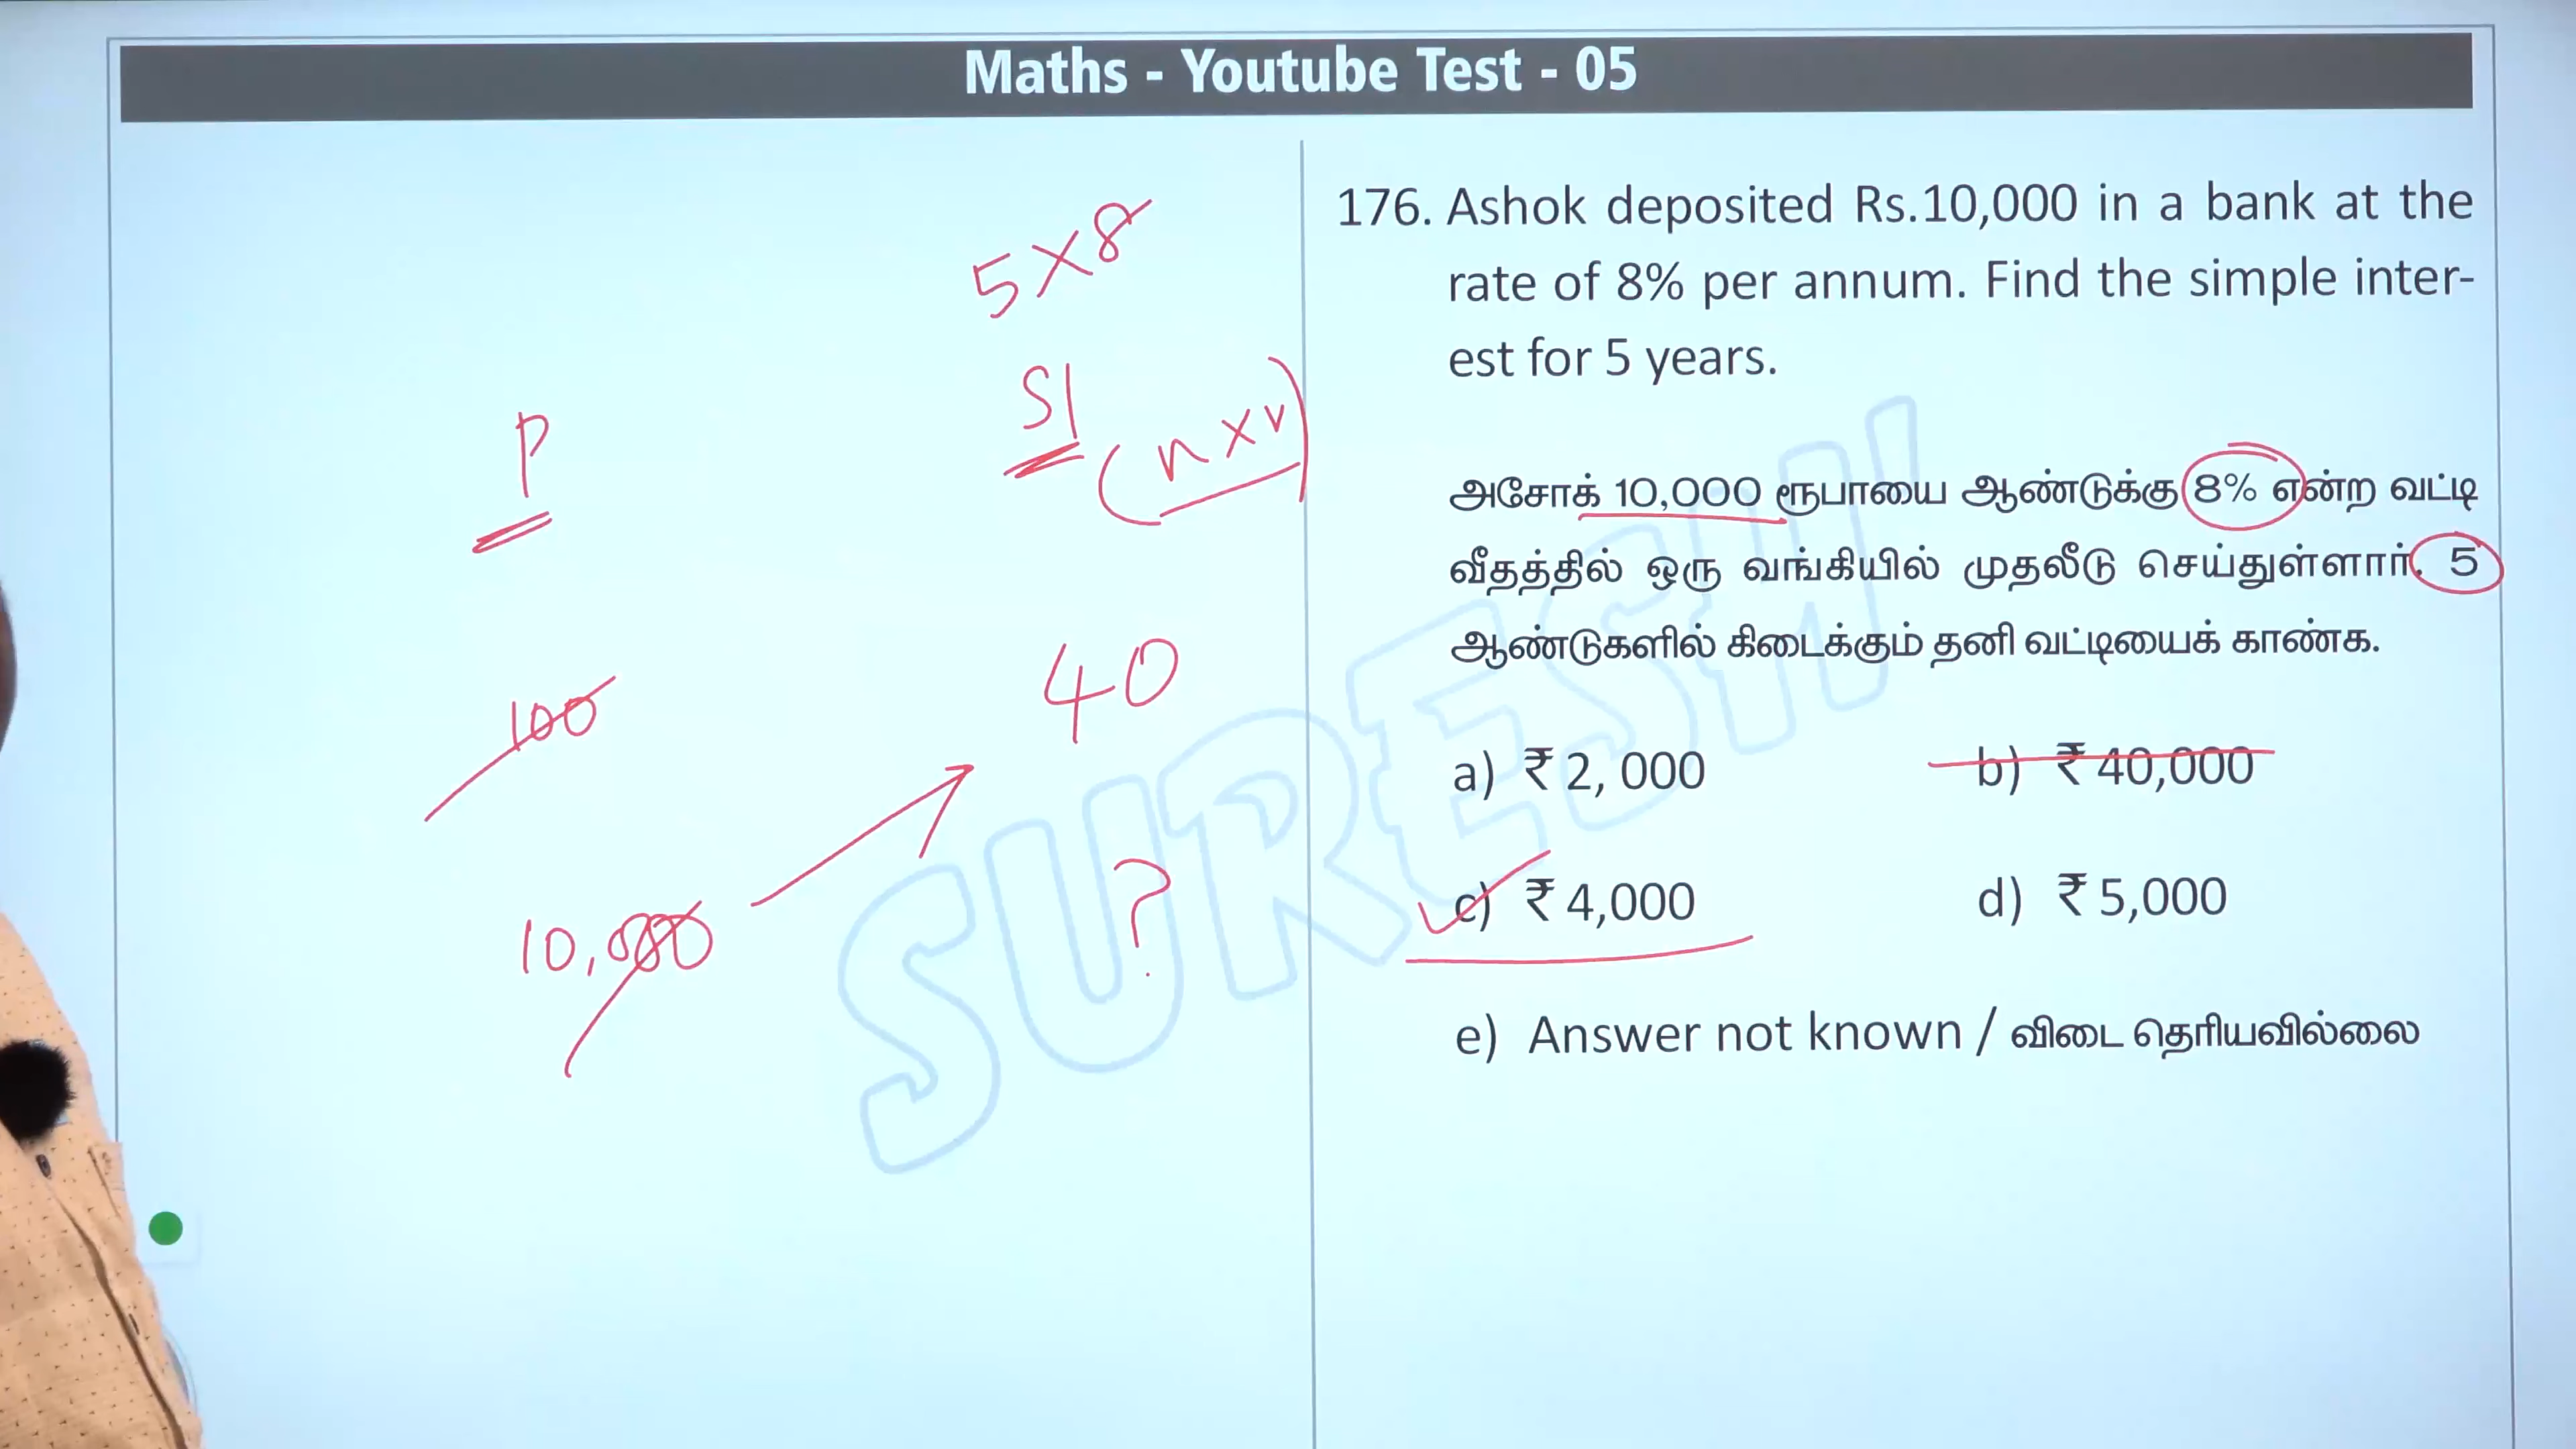 Maths - Youtube Test - 05
5×8
SI
(n×r)
P
100
40
10,000
?
176. Ashok deposited Rs.10,000 in a bank at the
rate of 8% per annum. Find the simple inter-
est for 5 years.
அசோக் 10,000 ரூபாயை ஆண்டுக்கு 8% என்ற வட்டி
வீதத்தில் ஒரு வங்கியில் முதலீடு செய்துள்ளார். 5
ஆண்டுகளில் கிடைக்கும் தனி வட்டியைக் காண்க.
a) ₹ 2, 000 b) ₹ 40,000
c) ₹ 4,000 d) ₹ 5,000
e) Answer not known / விடை தெரியவில்லை
SURESH'